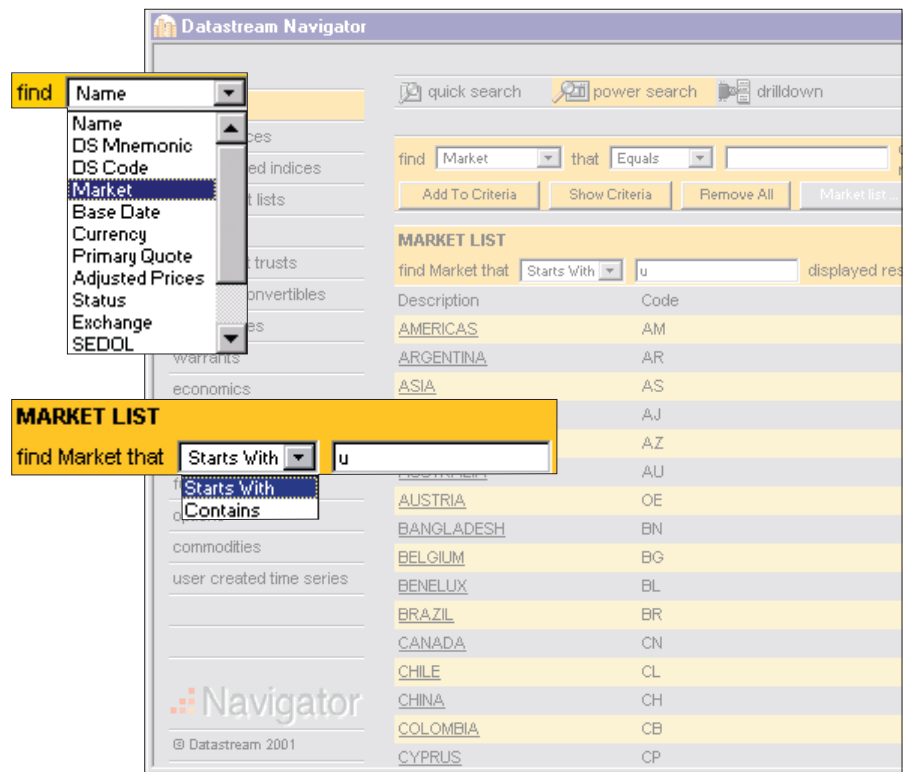 Datastream Navigator
find Name
Name
DS Mnemonic
DS Code
Market
Base Date
Currency
Primary Quote
Adjusted Prices
Status
Exchange
SEDOL
quick search power search drilldown
find Market that Equals
Add To Criteria Show Criteria Remove All Market list...
MARKET LIST
find Market that Starts With u displayed res
Description Code
AMERICAS AM
ARGENTINA AR
ASIA AS
AJ
AZ
AU
AUSTRIA OE
BANGLADESH BN
BELGIUM BG
BENELUX BL
BRAZIL BR
CANADA CN
CHILE CL
CHINA CH
COLOMBIA CB
CYPRUS CP
ed indices
lists
trusts
onvertibles
warrants
economics
MARKET LIST
find Market that Starts With u
Starts With
Contains
commodities
user created time series
Navigator
© Datastream 2001